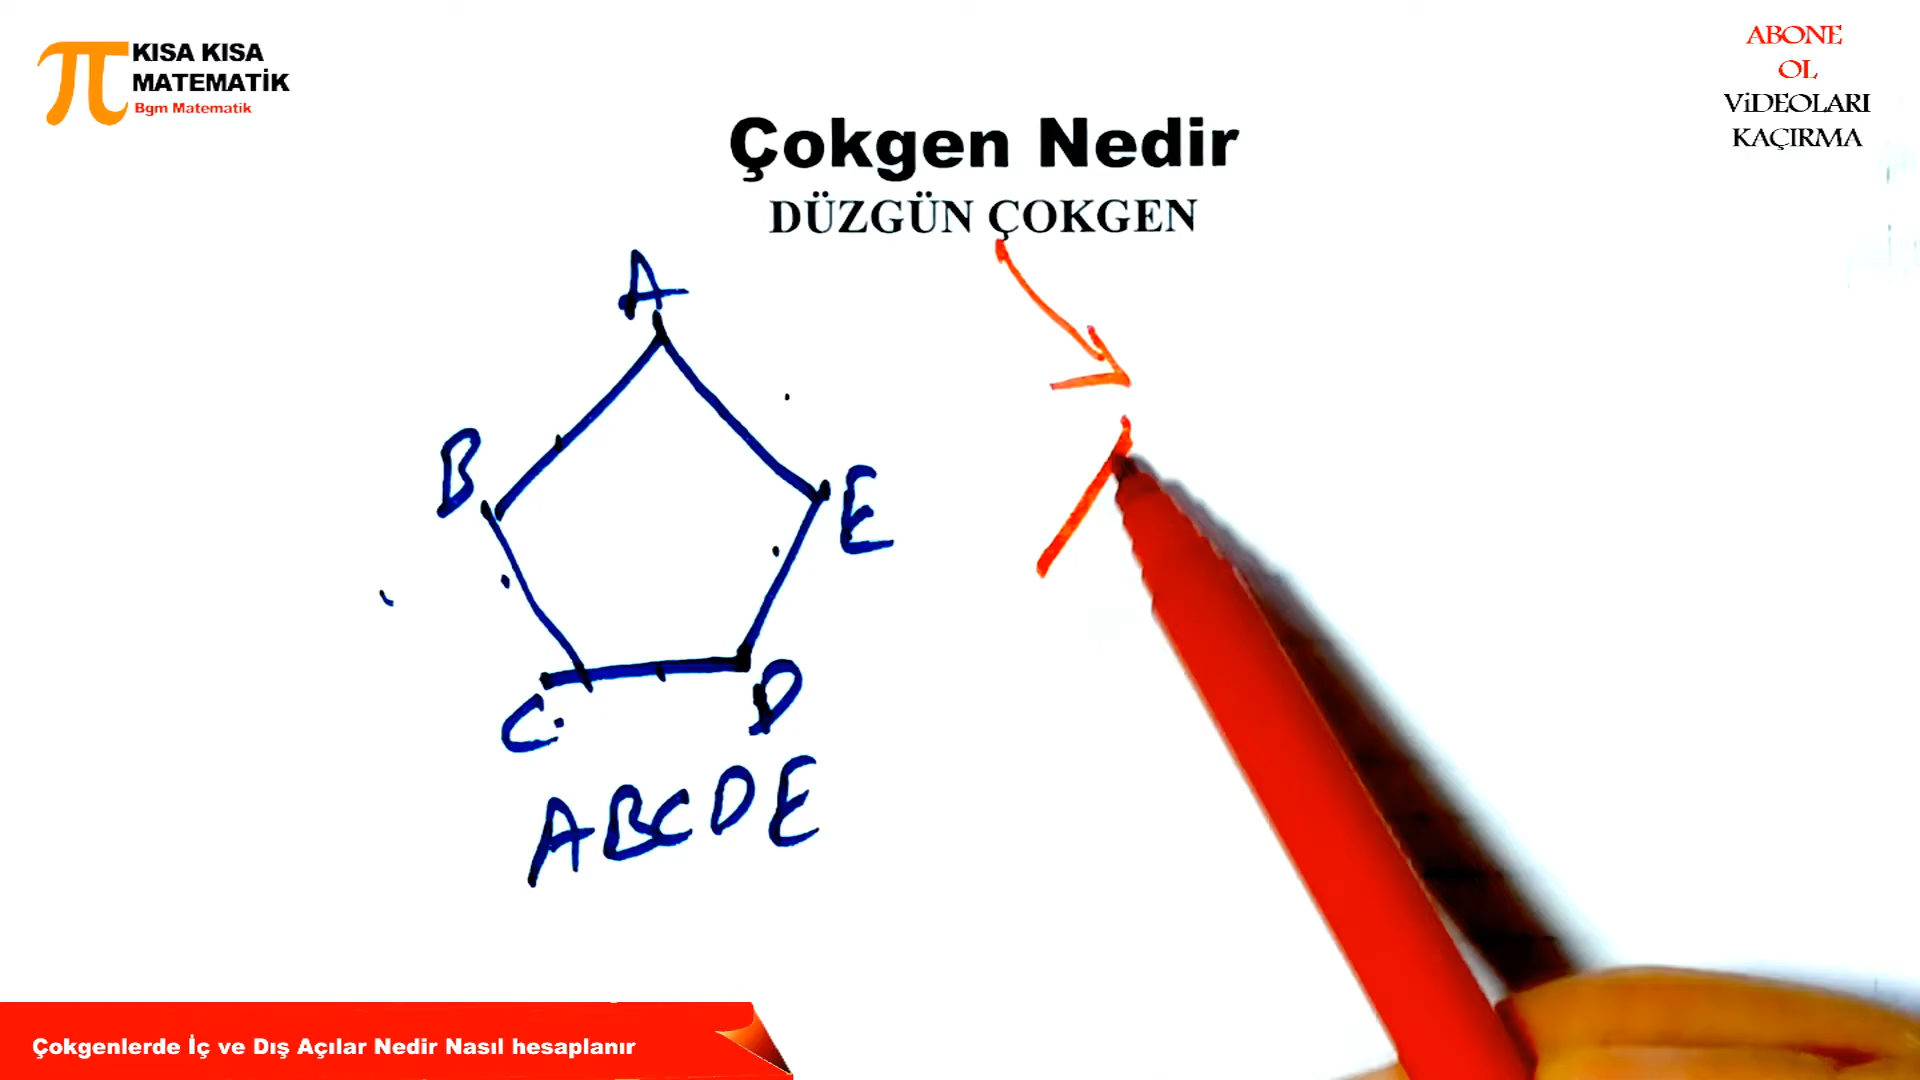 KISA KISA
MATEMATİK
Bgm Matematik
ABONE
OL
ViDEOLARI
KAÇIRMA
Çokgen Nedir
DÜZGÜN ÇOKGEN
A
B
E
C
D
ABCDE
Çokgenlerde İç ve Dış Açılar Nedir Nasıl hesaplanır